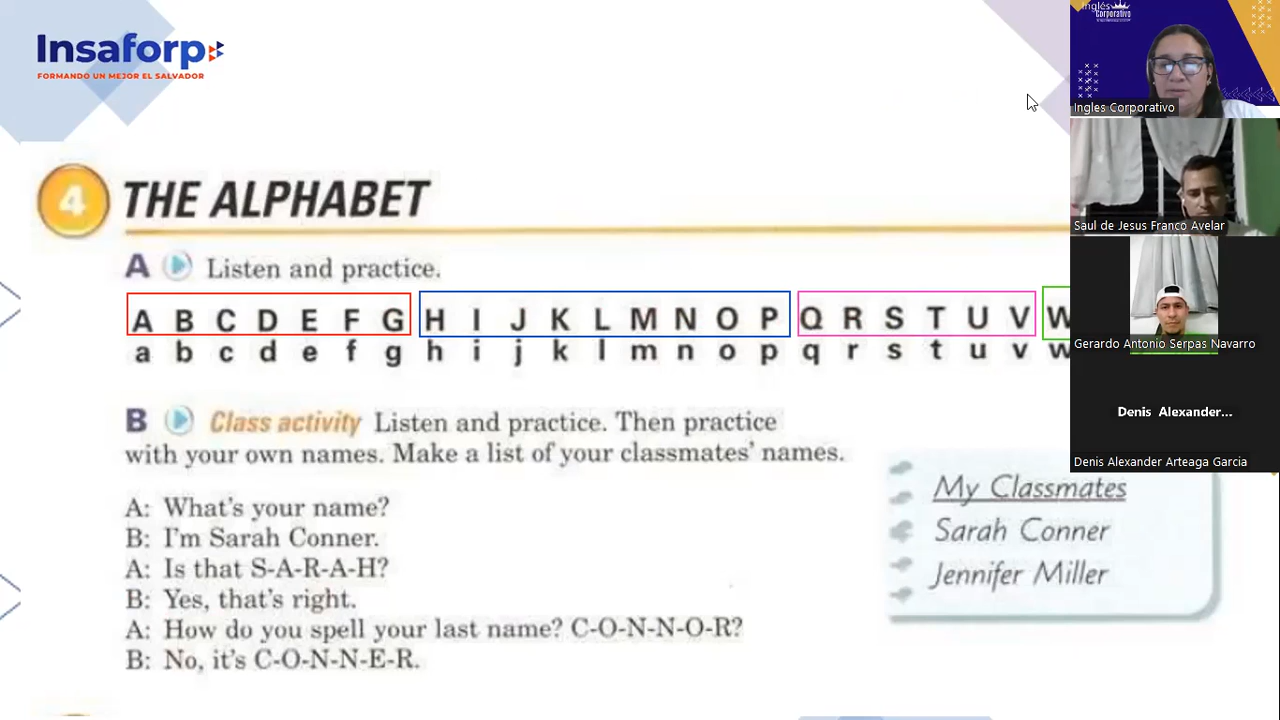 Insaforp
FORMANDO UN MEJOR EL SALVADOR
Inglés
corporativo
Ingles Corporativo
Saul de Jesus Franco Avelar
Gerardo Antonio Serpas Navarro
Denis Alexander...
Denis Alexander Arteaga Garcia
4 THE ALPHABET
A Listen and practice.
A B C D E F G H I J K L M N O P Q R S T U V W
a b c d e f g h i j k l m n o p q r s t u v w
B Class activity Listen and practice. Then practice
with your own names. Make a list of your classmates' names.
A: What's your name?
B: I'm Sarah Conner.
A: Is that S-A-R-A-H?
B: Yes, that's right.
A: How do you spell your last name? C-O-N-N-O-R?
B: No, it's C-O-N-N-E-R.
My Classmates
Sarah Conner
Jennifer Miller